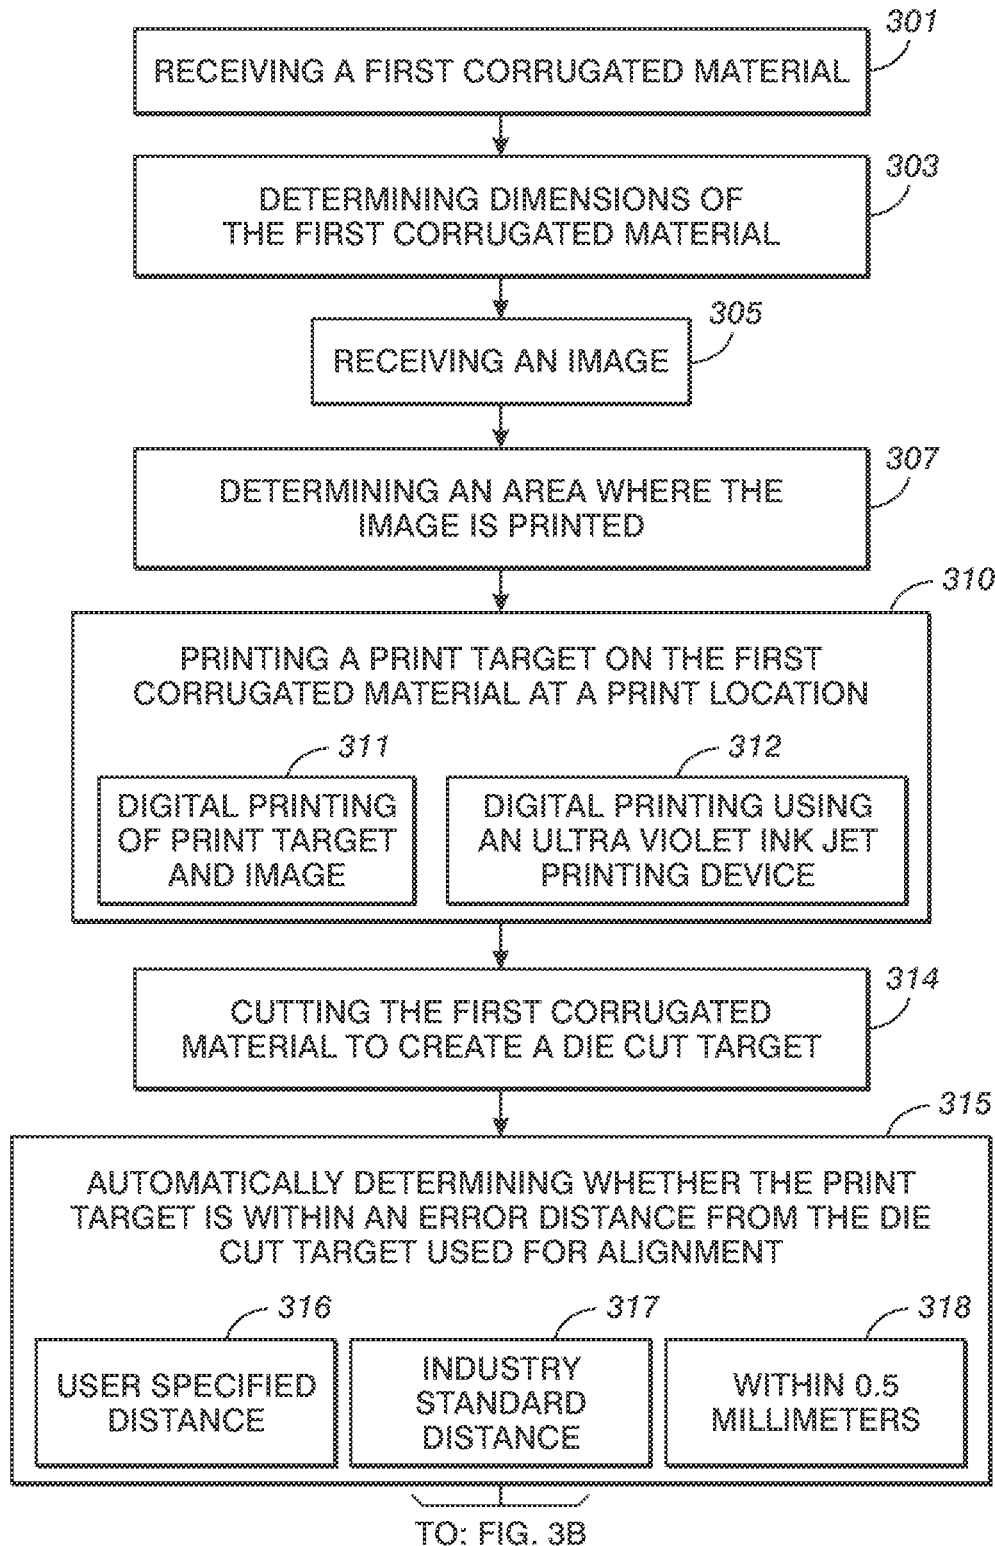 301
RECEIVING A FIRST CORRUGATED MATERIAL
303
DETERMINING DIMENSIONS OF
THE FIRST CORRUGATED MATERIAL
305
RECEIVING AN IMAGE
307
DETERMINING AN AREA WHERE THE
IMAGE IS PRINTED
310
PRINTING A PRINT TARGET ON THE FIRST
CORRUGATED MATERIAL AT A PRINT LOCATION
311
DIGITAL PRINTING
OF PRINT TARGET
AND IMAGE
312
DIGITAL PRINTING USING
AN ULTRA VIOLET INK JET
PRINTING DEVICE
314
CUTTING THE FIRST CORRUGATED
MATERIAL TO CREATE A DIE CUT TARGET
315
AUTOMATICALLY DETERMINING WHETHER THE PRINT
TARGET IS WITHIN AN ERROR DISTANCE FROM THE DIE
CUT TARGET USED FOR ALIGNMENT
316
USER SPECIFIED
DISTANCE
317
INDUSTRY
STANDARD
DISTANCE
318
WITHIN 0.5
MILLIMETERS
TO: FIG. 3B